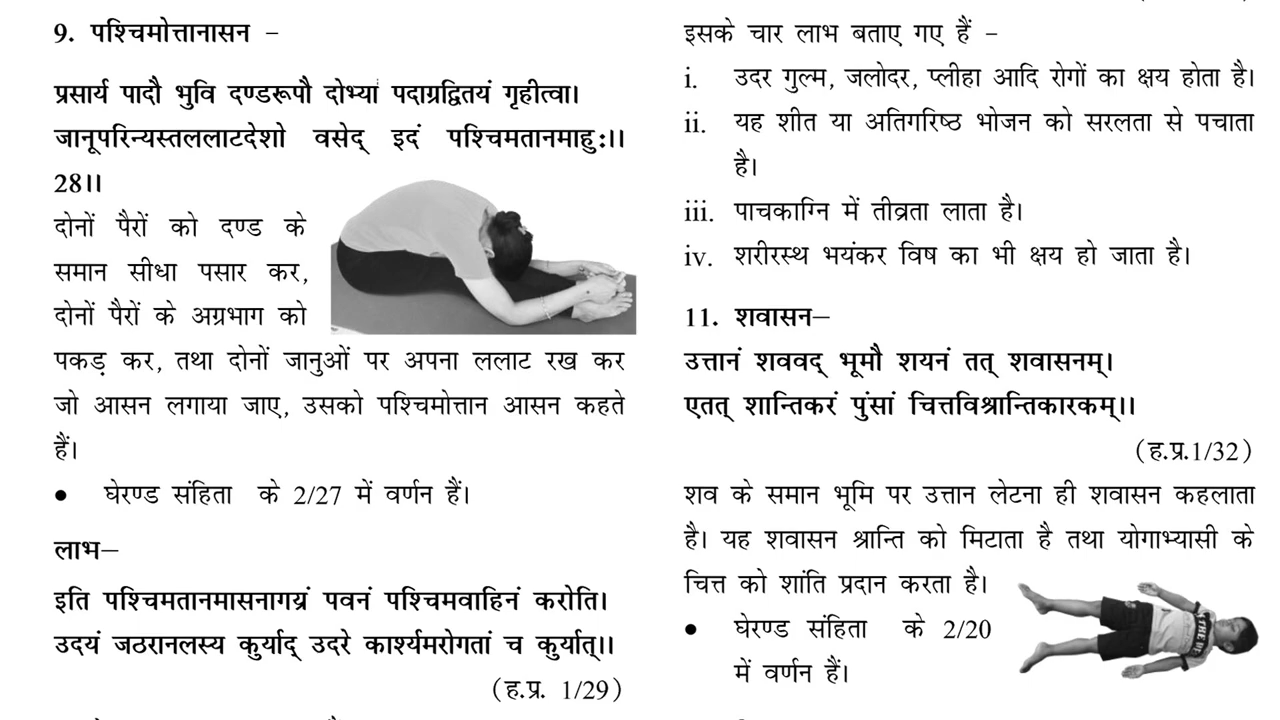 9. पश्चिमोत्तानासन –
प्रसार्य पादौ भुवि दण्डरूपौ दोर्भ्यां पदाग्रद्वितयं गृहीत्वा।
जानूपरिन्यस्तललाटदेशो वसेद् इदं पश्चिमतानमाहुः।।
28।।
दोनों पैरों को दण्ड के
समान सीधा पसार कर,
दोनों पैरों के अग्रभाग को
पकड़ कर, तथा दोनों जानुओं पर अपना ललाट रख कर
जो आसन लगाया जाए, उसको पश्चिमोत्तान आसन कहते
हैं।
• घेरण्ड संहिता के 2/27 में वर्णन हैं।
लाभ–
इति पश्चिमतानमासनाग्र्यं पवनं पश्चिमवाहिनं करोति।
उदयं जठरानलस्य कुर्याद् उदरे कार्श्यमरोगतां च कुर्यात्।।
(ह.प्र. 1/29)
इसके चार लाभ बताए गए हैं –
i. उदर गुल्म, जलोदर, प्लीहा आदि रोगों का क्षय होता है।
ii. यह शीत या अतिगरिष्ठ भोजन को सरलता से पचाता
है।
iii. पाचकाग्नि में तीव्रता लाता है।
iv. शरीरस्थ भयंकर विष का भी क्षय हो जाता है।
11. शवासन–
उत्तानं शववद् भूमौ शयनं तत् शवासनम्।
एतत् शान्तिकरं पुंसां चित्तविश्रान्तिकारकम्।।
(ह.प्र.1/32)
शव के समान भूमि पर उत्तान लेटना ही शवासन कहलाता
है। यह शवासन श्रान्ति को मिटाता है तथा योगाभ्यासी के
चित्त को शांति प्रदान करता है।
• घेरण्ड संहिता के 2/20
में वर्णन हैं।